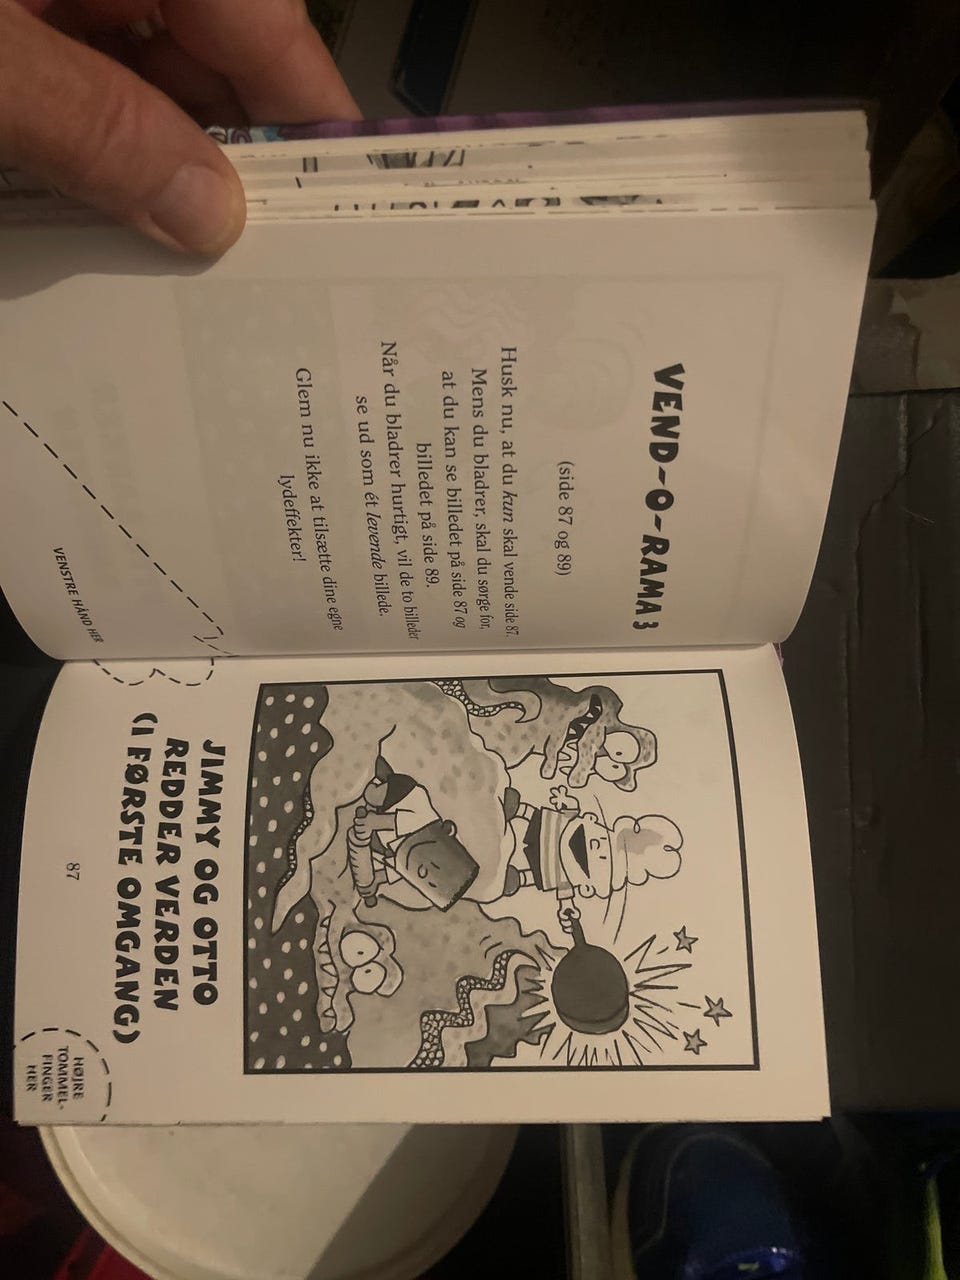 VEND-O-RAMA 3
(side 87 og 89)
Husk nu, at du kun skal vende side 87.
Mens du bladrer, skal du sørge for,
at du kan se billedet på side 87 og
billedet på side 89.
Når du bladrer hurtigt, vil de to billeder
se ud som ét levende billede.
Glem nu ikke at tilsætte dine egne
lydeffekter!
VENSTRE HÅND HER
JIMMY OG OTTO
REDDER VERDEN
(I FØRSTE OMGANG)
87
HØJRE
TOMMEL-
FINGER
HER